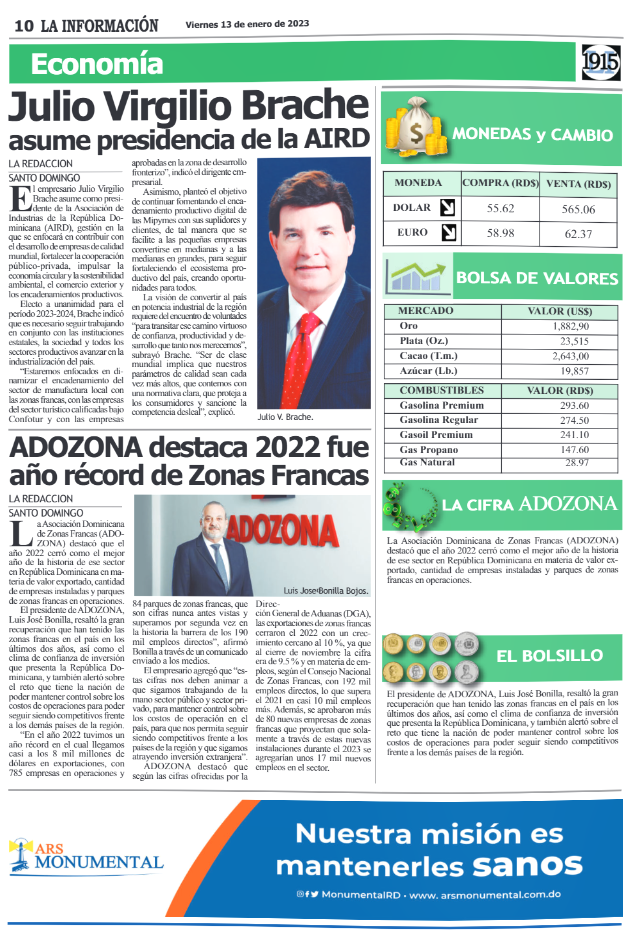 10 LA INFORMACIÓN
Viernes 13 de enero de 2023
Economía
1915
Julio Virgilio Brache
asume presidencia de la AIRD
LA REDACCION
SANTO DOMINGO
El empresario Julio Virgilio
Brache asume como presi-
dente de la Asociación de
Industrias de la República Do-
minicana (AIRD), gestión en la
que se enfocará en contribuir con
el desarrollo de empresas de calidad
mundial, fortalecer la cooperación
público-privada, impulsar la
economía circular y la sostenibilidad
ambiental, el comercio exterior y
los encadenamientos productivos.
Electo a unanimidad para el
período 2023-2024, Brache indicó
que es necesario seguir trabajando
en conjunto con las instituciones
estatales, la sociedad y todos los
sectores productivos avanzar en la
industrialización del país.
“Estaremos enfocados en di-
namizar el encadenamiento del
sector de manufactura local con
las zonas francas, con las empresas
del sector turístico calificadas bajo
Confotur y con las empresas
aprobadas en la zona de desarrollo
fronterizo”, indicó el dirigente em-
presarial.
Asimismo, planteó el objetivo
de continuar fomentando el enca-
denamiento productivo digital de
las Mipymes con sus suplidores y
clientes, de tal manera que se
facilite a las pequeñas empresas
convertirse en medianas y a las
medianas en grandes, para seguir
fortaleciendo el ecosistema pro-
ductivo del país, creando oportuni-
dades para todos.
La visión de convertir al país
en potencia industrial de la región
requiere del encuentro de voluntades
“para transitar ese camino virtuoso
de confianza, productividad y de-
sarrollo que tanto nos merecemos”,
subrayó Brache. “Ser de clase
mundial implica que nuestros
parámetros de calidad sean cada
vez más altos, que contemos con
una normativa clara, que proteja a
los consumidores y sancione la
competencia desleal”, explicó.
Julio V. Brache.
ADOZONA destaca 2022 fue
año récord de Zonas Francas
LA REDACCION
SANTO DOMINGO
La Asociación Dominicana
de Zonas Francas (ADO-
ZONA) destacó que el
año 2022 cerró como el mejor
año de la historia de ese sector
en República Dominicana en ma-
teria de valor exportado, cantidad
de empresas instaladas y parques
de zonas francas en operaciones.
El presidente de ADOZONA,
Luis José Bonilla, resaltó la gran
recuperación que han tenido las
zonas francas en el país en los
últimos dos años, así como el
clima de confianza de inversión
que presenta la República Do-
minicana, y también alertó sobre
el reto que tiene la nación de
poder mantener control sobre los
costos de operaciones para poder
seguir siendo competitivos frente
a los demás países de la región.
“En el año 2022 tuvimos un
año récord en el cual llegamos
casi a los 8 mil millones de
dólares en exportaciones, con
785 empresas en operaciones y
ADOZONA
Luis Jose Bonilla Bojos.
84 parques de zonas francas, que
son cifras nunca antes vistas y
superamos por segunda vez en
la historia la barrera de los 190
mil empleos directos”, afirmó
Bonilla a través de un comunicado
enviado a los medios.
El empresario agregó que “es-
tas cifras nos deben animar a
que sigamos trabajando de la
mano sector público y sector pri-
vado, para mantener control sobre
los costos de operación en el
país, para que nos permita seguir
siendo competitivos frente a los
países de la región y que sigamos
atrayendo inversión extranjera”.
ADOZONA destacó que
según las cifras ofrecidas por la
Direc-
ción General de Aduanas (DGA),
las exportaciones de zonas francas
cerraron el 2022 con un crec-
imiento cercano al 10 %, ya que
al cierre de noviembre la cifra
era de 9.5 % y en materia de em-
pleos, según el Consejo Nacional
de Zonas Francas, con 192 mil
empleos directos, lo que supera
el 2021 en casi 10 mil empleos
más. Además, se aprobaron más
de 80 nuevas empresas de zonas
francas que proyectan que sola-
mente a través de estas nuevas
instalaciones durante el 2023 se
agregarían unos 17 mil nuevos
empleos en el sector.
MONEDAS y CAMBIO
MONEDA COMPRA (RD$) VENTA (RD$)
DOLAR 55.62 565.06
EURO 58.98 62.37
BOLSA DE VALORES
MERCADO VALOR (US$)
Oro 1,882,90
Plata (Oz.) 23,515
Cacao (T.m.) 2,643,00
Azúcar (Lb.) 19,857
COMBUSTIBLES VALOR (RD$)
Gasolina Premium 293.60
Gasolina Regular 274.50
Gasoil Premium 241.10
Gas Propano 147.60
Gas Natural 28.97
LA CIFRA ADOZONA
La Asociación Dominicana de Zonas Francas (ADOZONA)
destacó que el año 2022 cerró como el mejor año de la historia
de ese sector en República Dominicana en materia de valor ex-
portado, cantidad de empresas instaladas y parques de zonas
francas en operaciones.
EL BOLSILLO
El presidente de ADOZONA, Luis José Bonilla, resaltó la gran
recuperación que han tenido las zonas francas en el país en los
últimos dos años, así como el clima de confianza de inversión
que presenta la República Dominicana, y también alertó sobre el
reto que tiene la nación de poder mantener control sobre los
costos de operaciones para poder seguir siendo competitivos
frente a los demás países de la región.
ARS
MONUMENTAL
Nuestra misión es
mantenerles sanos
MonumentalRD • www. arsmonumental.com.do